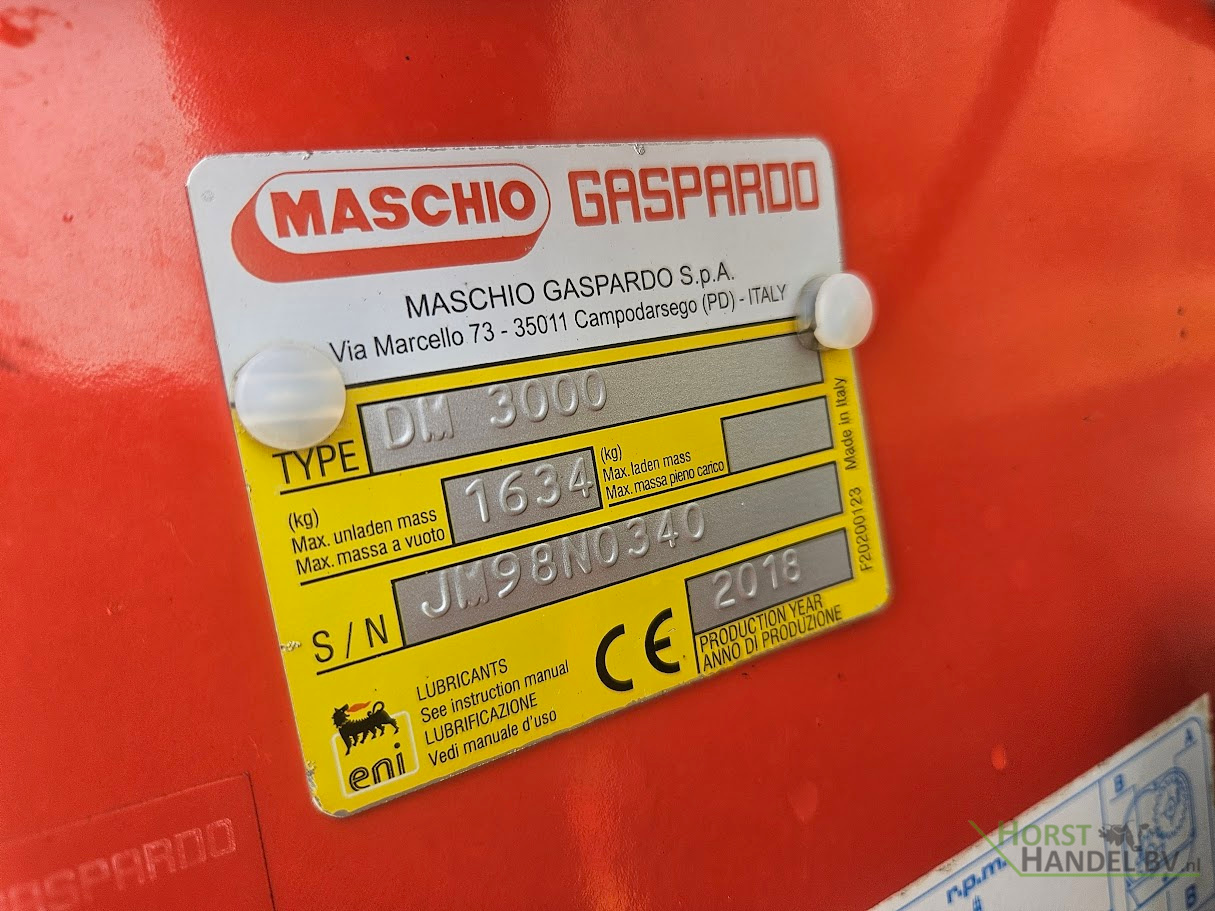 MASCHIO GASPARDO
MASCHIO GASPARDO S.p.A.
Via Marcello 73 - 35011 Campodarsego (PD) - ITALY
TYPE DM 3000
(kg)
Max. unladen mass
Max. massa a vuoto
1634
(kg)
Max. laden mass
Max. massa pieno carico
S/N JM98N0340
2018
PRODUCTION YEAR
ANNO DI PRODUZIONE
CE
LUBRICANTS
See instruction manual
LUBRIFICAZIONE
Vedi manuale d'uso
eni
Made in Italy
F20200123
GASPARDO
A
B
B
r.p.m.
HORST
HANDEL BV.nl